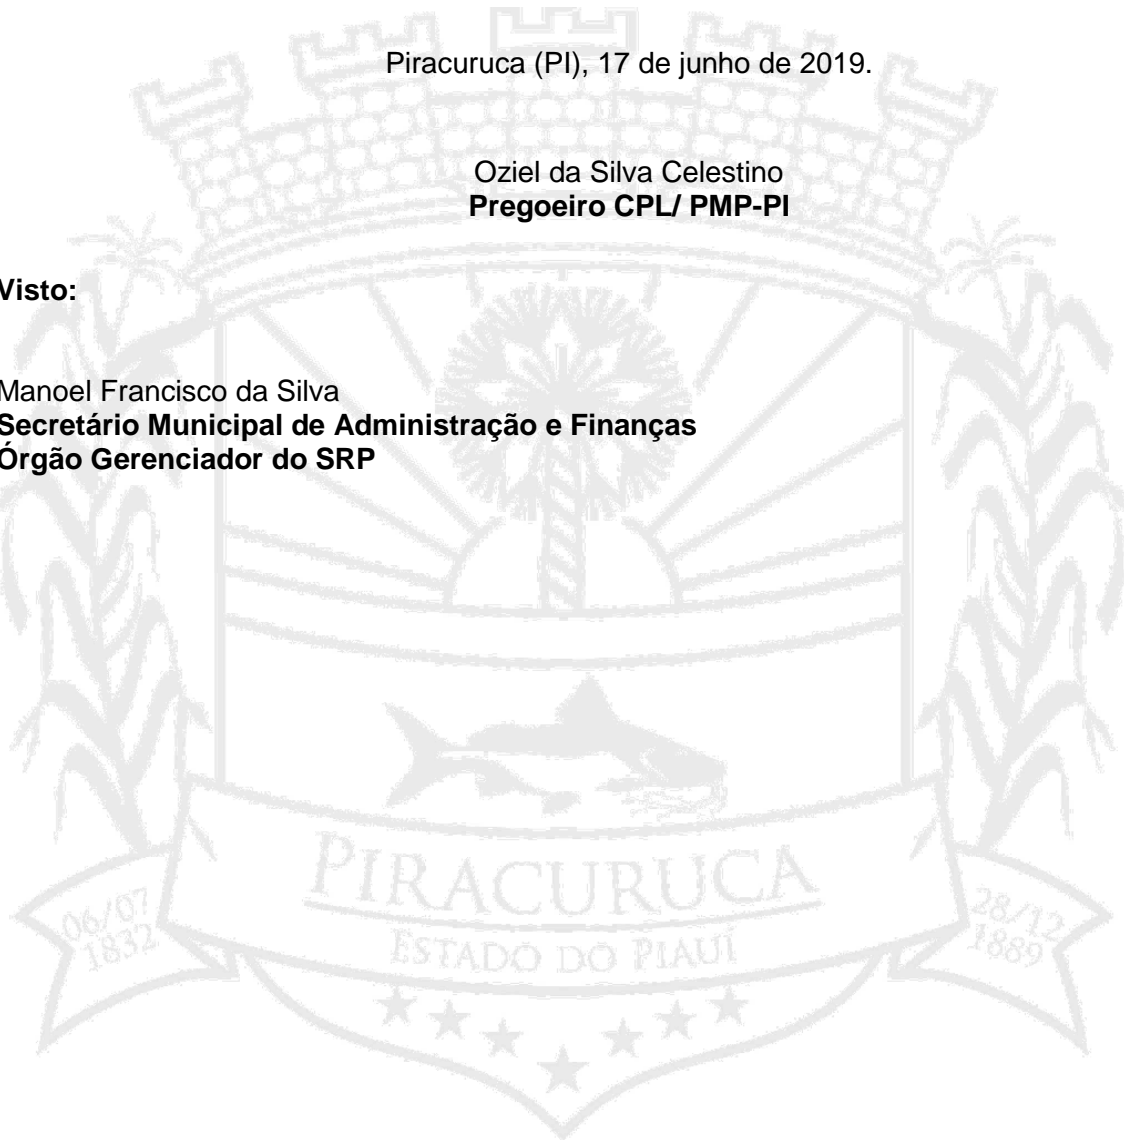 Piracuruca (PI), 17 de junho de 2019.
Oziel da Silva Celestino
Pregoeiro CPL/ PMP-PI
Visto:
Manoel Francisco da Silva
Secretário Municipal de Administração e Finanças
Órgão Gerenciador do SRP
PIRACURUCA
06/07
1832
28/12
1889
ESTADO DO PIAUÍ